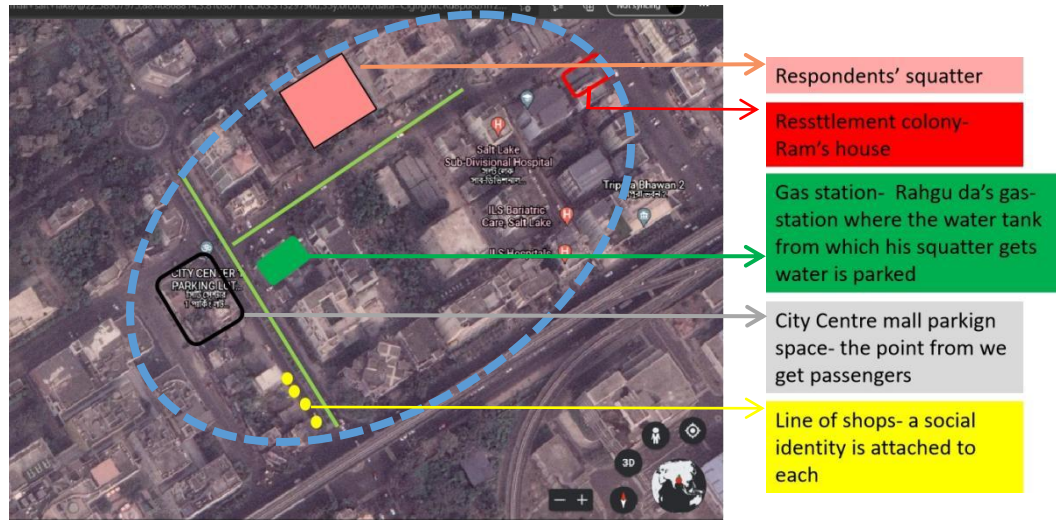 Not syncing
Salt Lake
Sub-Divisional Hospital
ILS Bariatric
Care, Salt Lake
ILS Hospitals
Bhawan 2
CITY CENTER 1
PARKING LOT..
3D
Respondents' squatter
Ressttlement colony-
Ram's house
Gas station- Rahgu da's gas-
station where the water tank
from which his squatter gets
water is parked
City Centre mall parkign
space- the point from we
get passengers
Line of shops- a social
identity is attached to
each